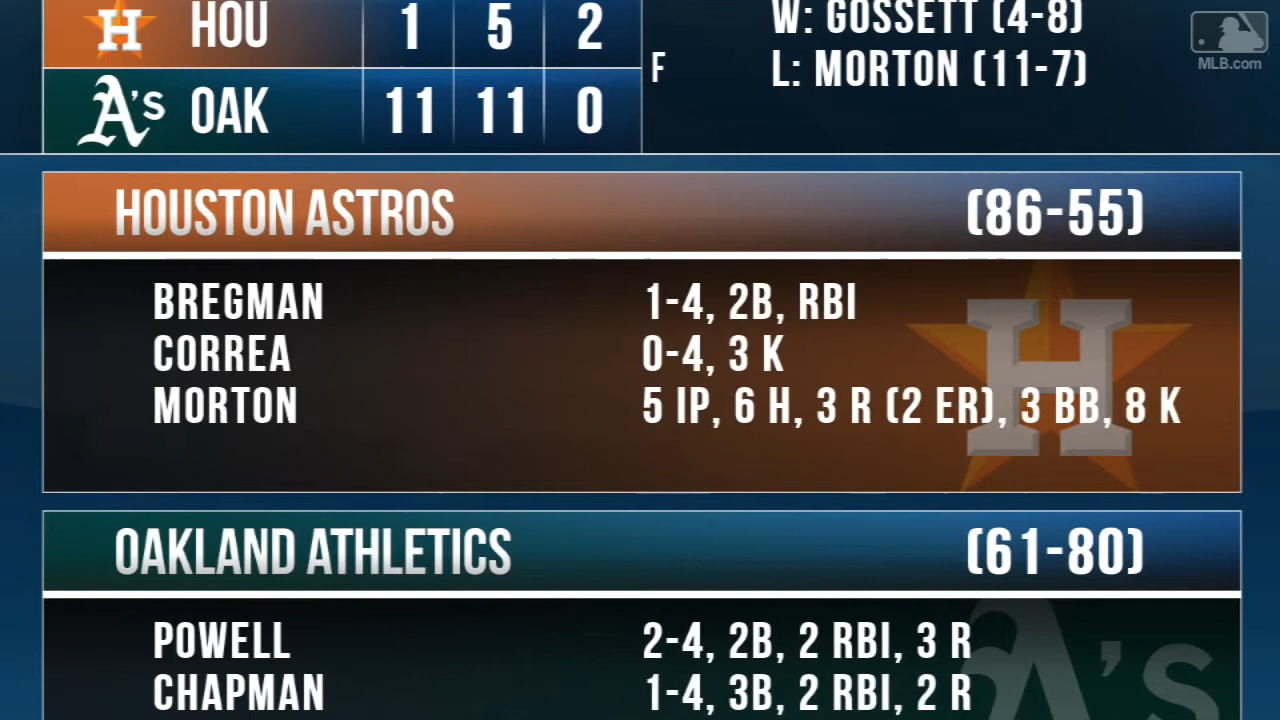 HOU 1 5 2
W: GOSSETT (4-8)
MLB.com
F
L: MORTON (11-7)
A's OAK 11 11 0
HOUSTON ASTROS (86-55)
BREGMAN 1-4, 2B, RBI
CORREA 0-4, 3 K
MORTON 5 IP, 6 H, 3 R (2 ER), 3 BB, 8 K
H
OAKLAND ATHLETICS (61-80)
POWELL 2-4, 2B, 2 RBI, 3 R
CHAPMAN 1-4, 3B, 2 RBI, 2 R
A's